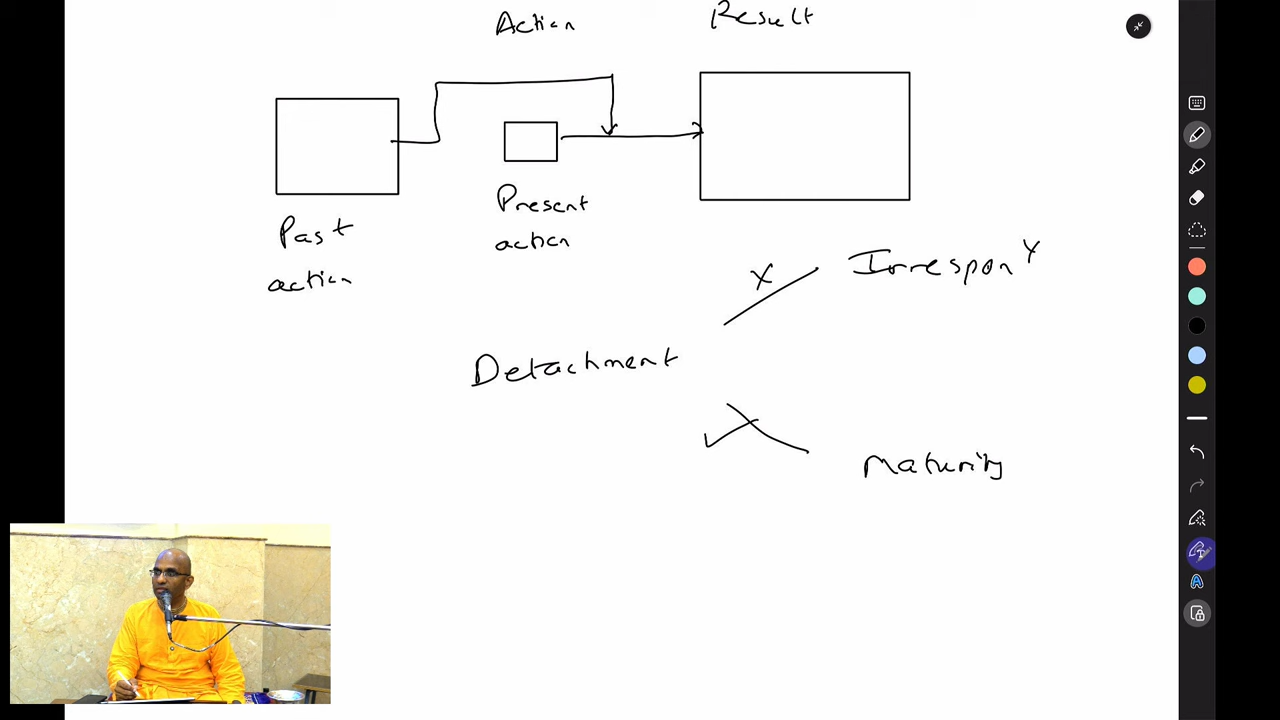 Action
Result
Present
action
Past
action
X
Irrespon Y
Detachment
Maturity